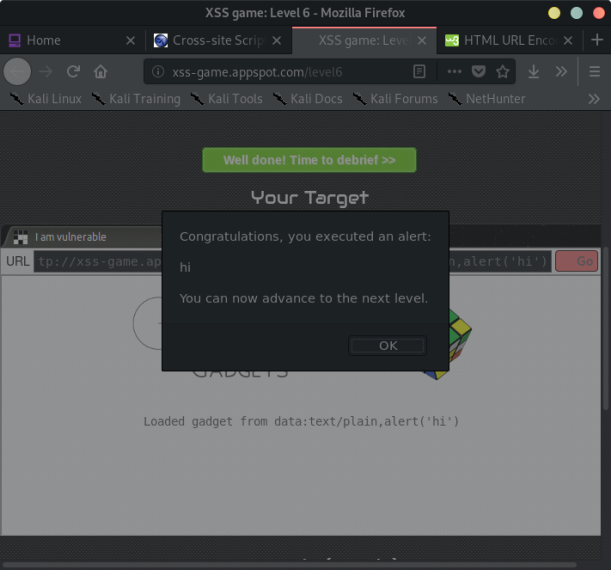 XSS game: Level 6 - Mozilla Firefox
Home
Cross-site Scrip
XSS game: Leve
HTML URL Enco
xss-game.appspot.com/level6
Kali Linux
Kali Training
Kali Tools
Kali Docs
Kali Forums
NetHunter
Well done! Time to debrief >>
Your Target
I am vulnerable
URL
tp://xss-game.ap
in,alert('hi')
Go
Congratulations, you executed an alert:
hi
You can now advance to the next level.
OK
GADGETS
Loaded gadget from data:text/plain,alert('hi')